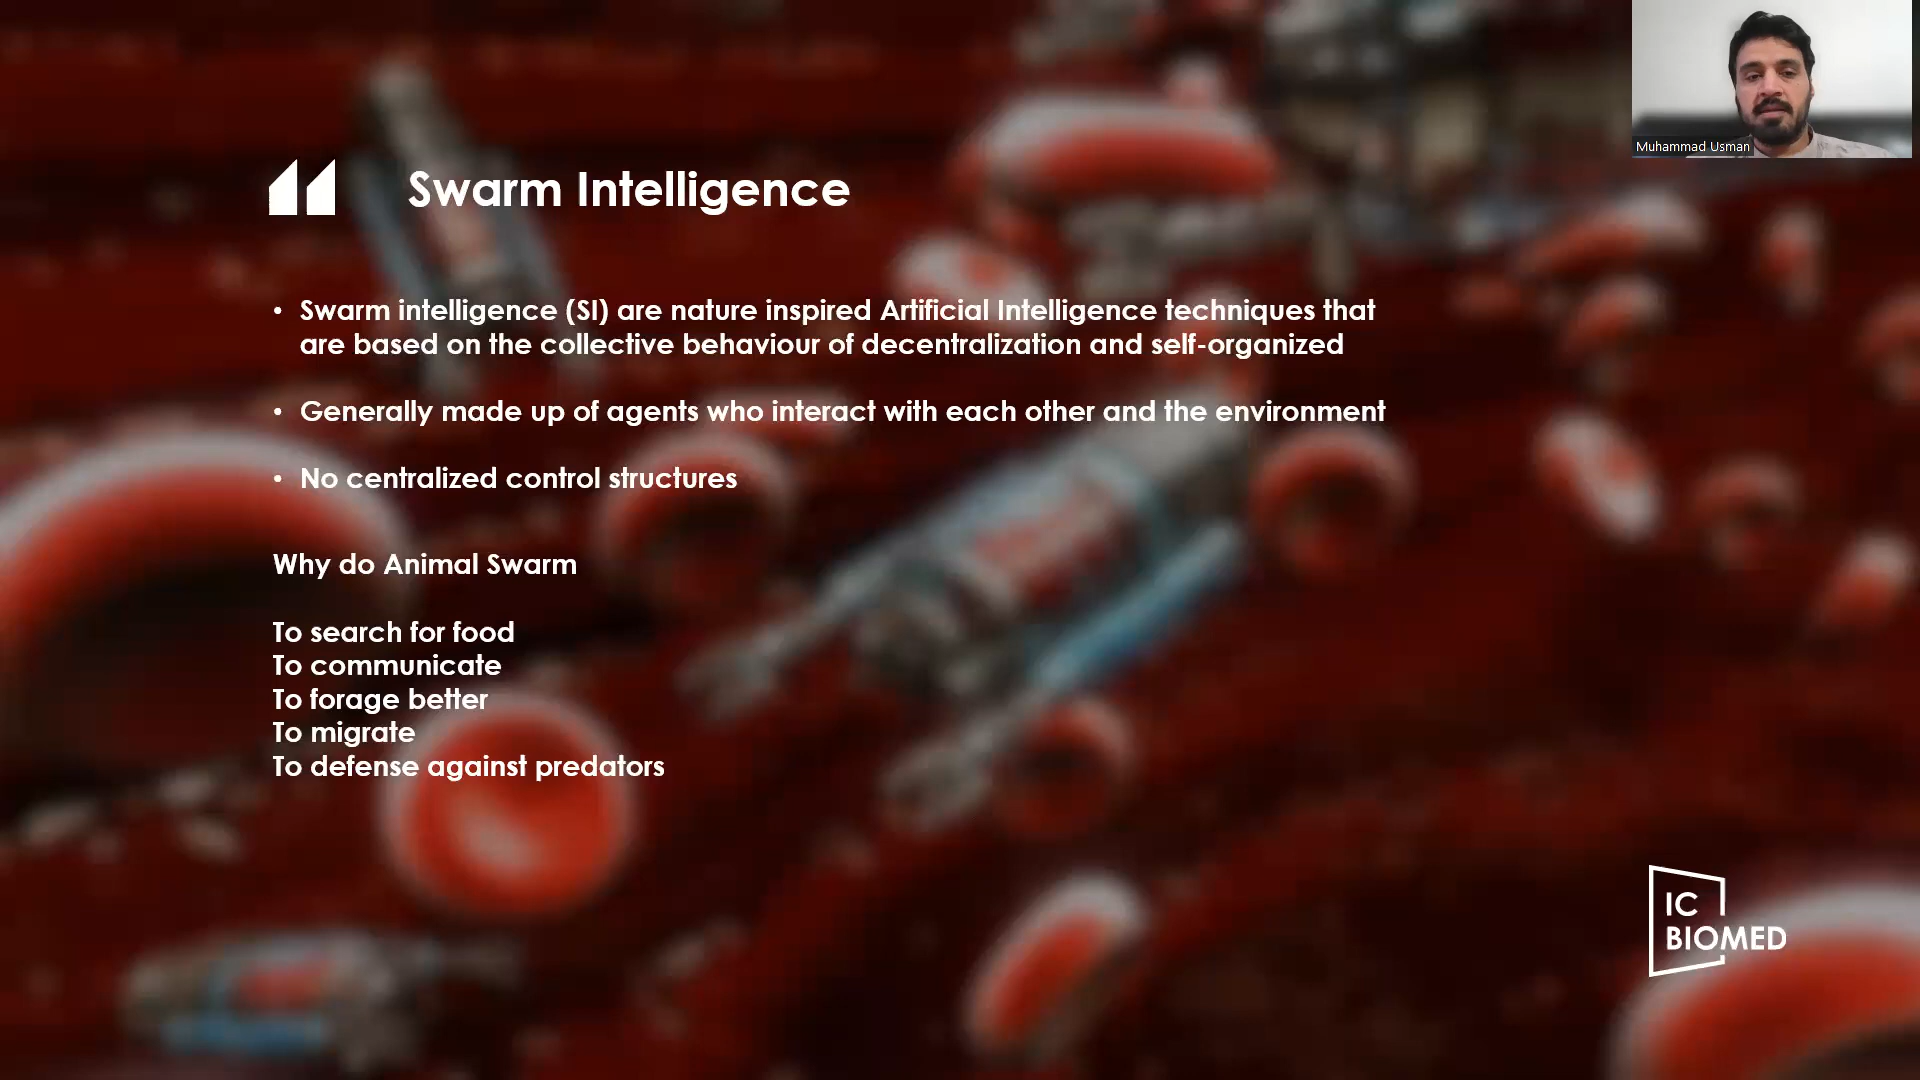 Swarm Intelligence
• Swarm intelligence (SI) are nature inspired Artificial Intelligence techniques that
are based on the collective behaviour of decentralization and self-organized
• Generally made up of agents who interact with each other and the environment
• No centralized control structures
Why do Animal Swarm
To search for food
To communicate
To forage better
To migrate
To defense against predators
Muhammad Usman
IC
BIOMED